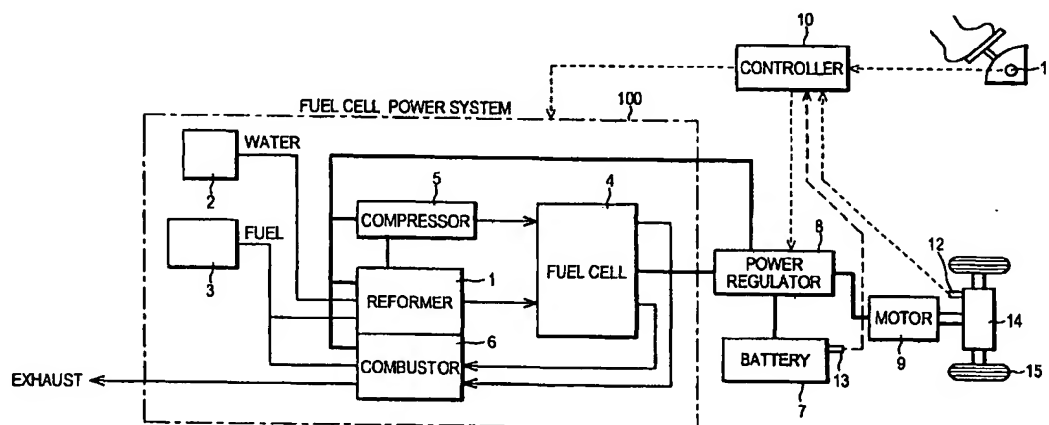 10
CONTROLLER
1
FUEL CELL POWER SYSTEM
100
WATER
2
5
COMPRESSOR
4
FUEL CELL
FUEL
3
1
REFORMER
6
COMBUSTOR
EXHAUST
8
POWER
REGULATOR
12
MOTOR
9
14
BATTERY
13
7
15